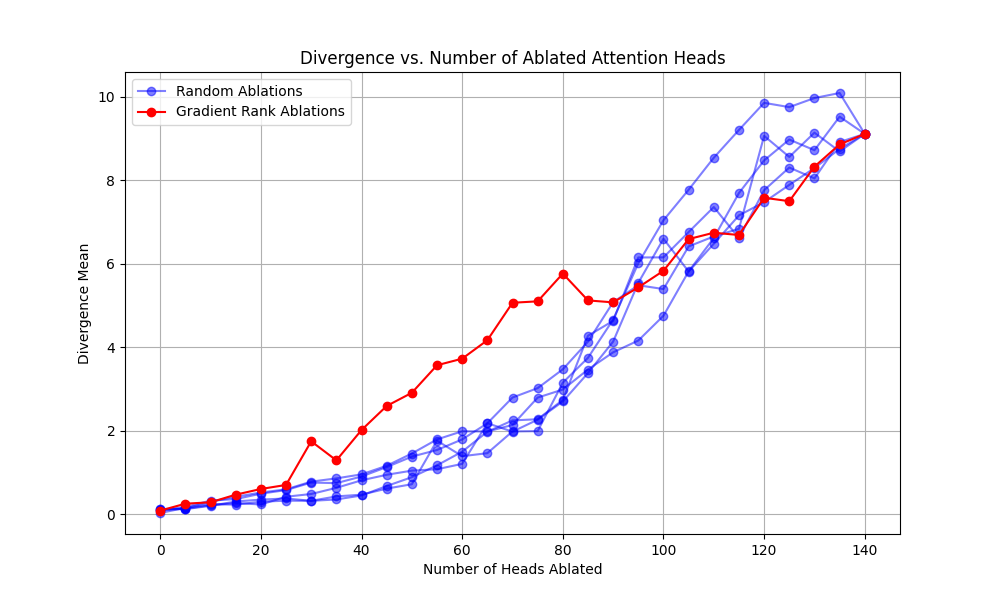 Divergence vs. Number of Ablated Attention Heads
Random Ablations
Gradient Rank Ablations
Divergence Mean
10
8
6
4
2
0
0 20 40 60 80 100 120 140
Number of Heads Ablated